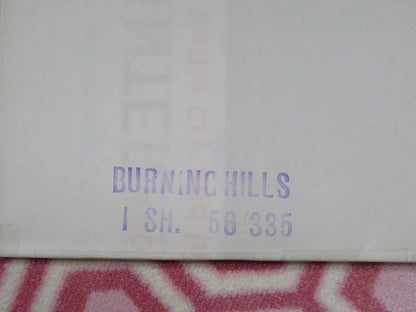 BURNING HILLS
1 SH. 56/335